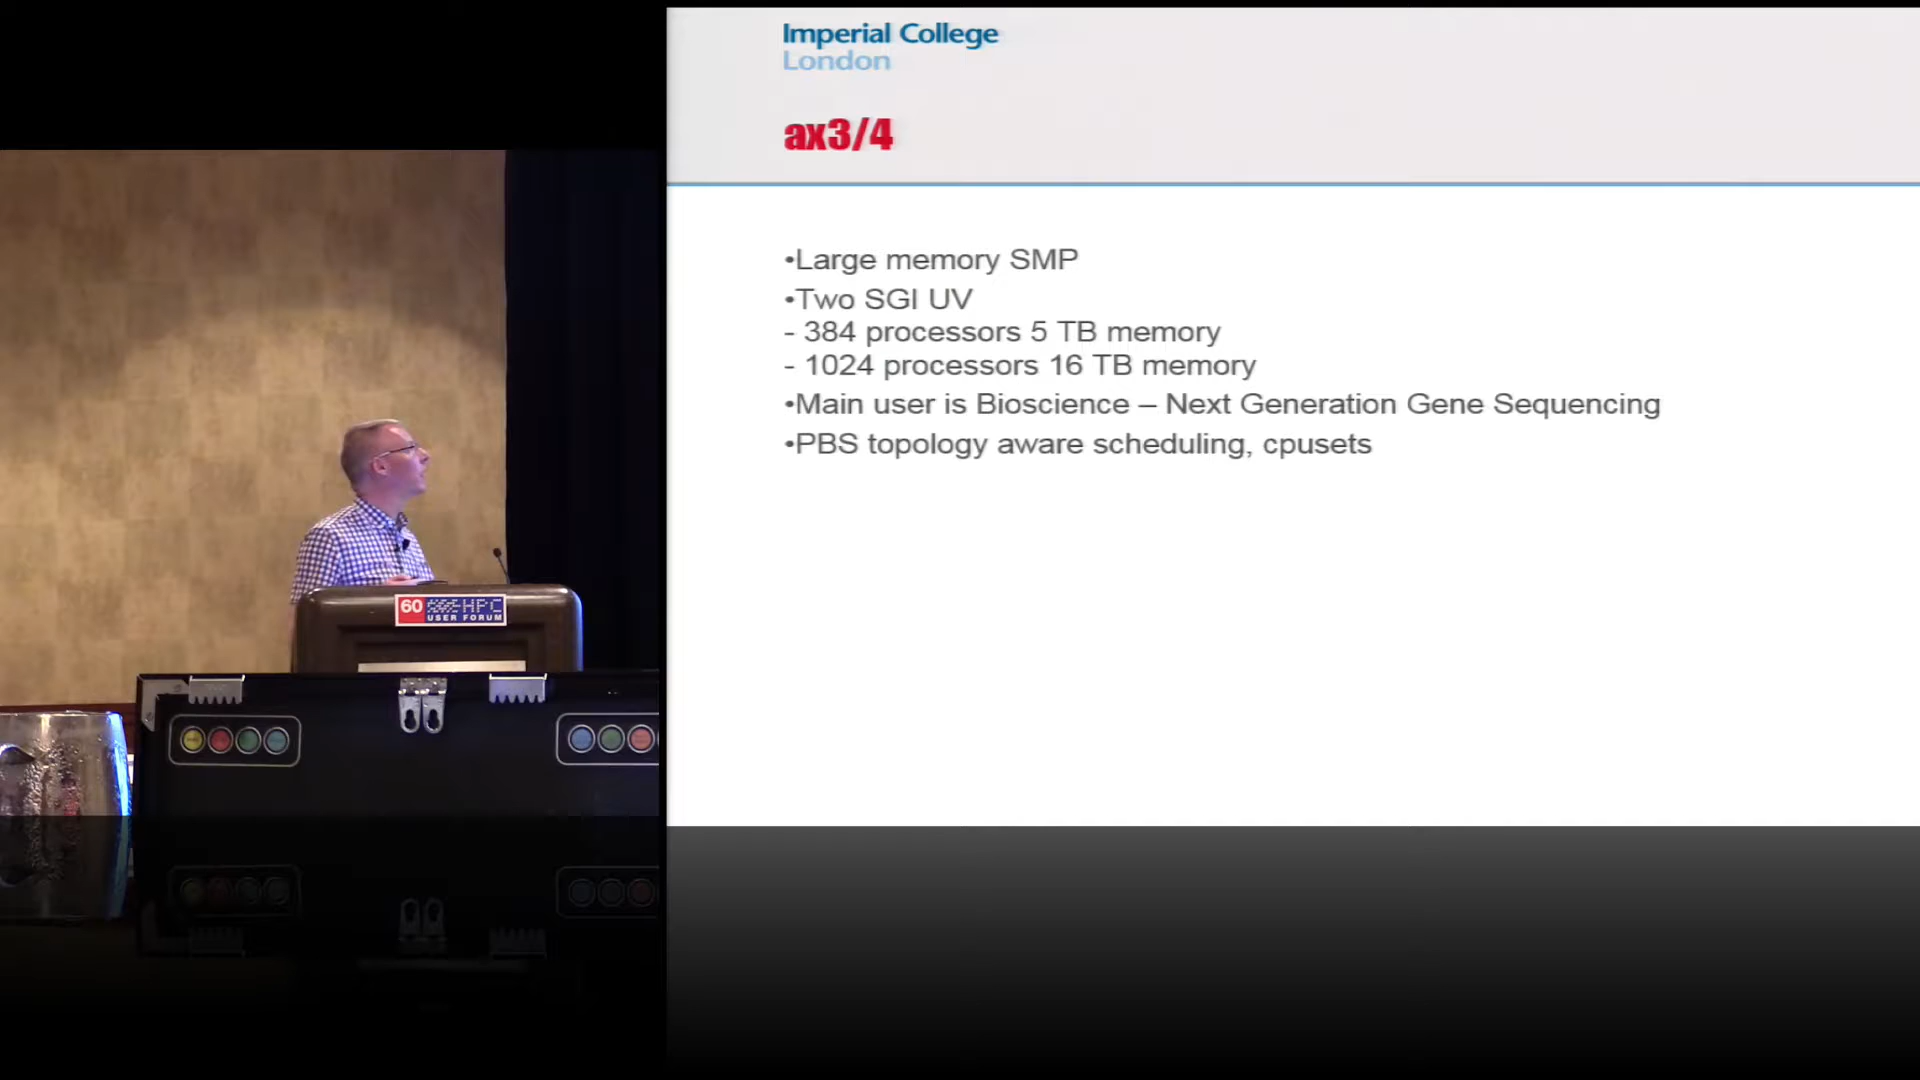 Imperial College
London
ax3/4
•Large memory SMP
•Two SGI UV
- 384 processors 5 TB memory
- 1024 processors 16 TB memory
•Main user is Bioscience – Next Generation Gene Sequencing
•PBS topology aware scheduling, cpusets
60 HPC
USER FORUM